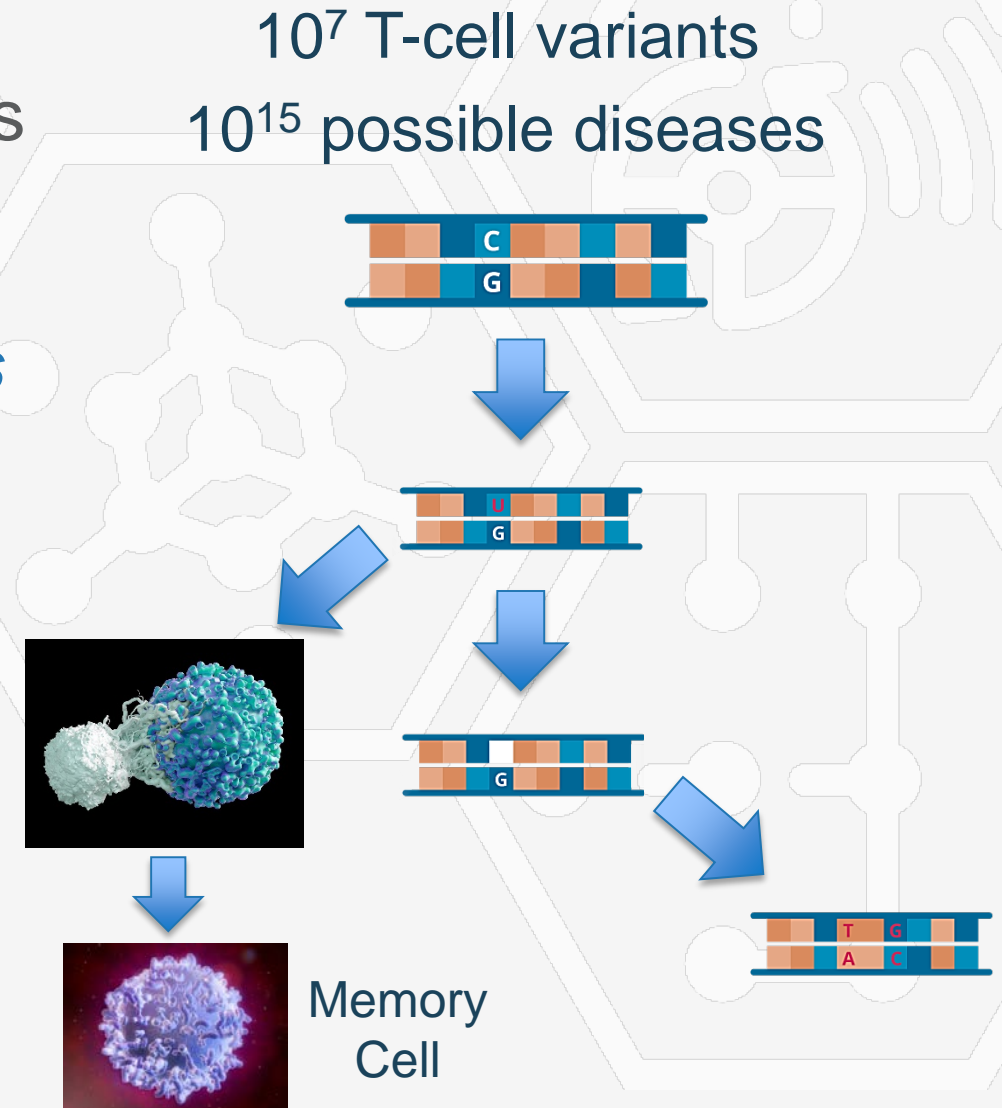 10⁷ T-cell variants
s
10¹⁵ possible diseases
C
G
s
U
G
G
T G
A C
Memory
Cell